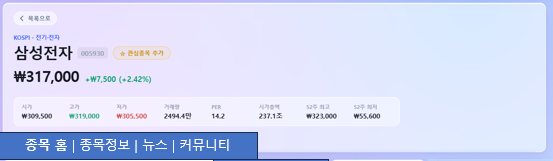 < 목록으로
KOSPI · 전기·전자
삼성전자 005930 ☆ 관심종목 추가
₩317,000 +₩7,500 (+2.42%)
시가 고가 저가 거래량 PER 시가총액 52주 최고 52주 최저
₩309,500 ₩319,000 ₩305,500 2494.4만 14.2 237.1조 ₩323,000 ₩55,600
종목 홈 | 종목정보 | 뉴스 | 커뮤니티